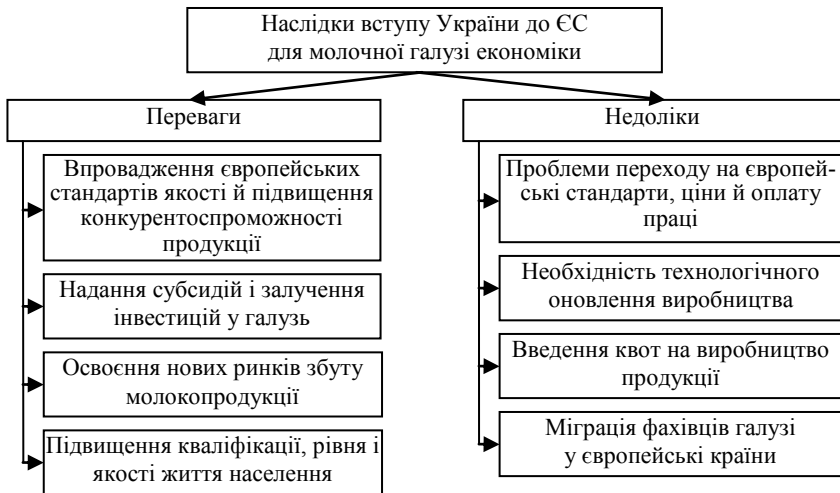 Наслідки вступу України до ЄС
для молочної галузі економіки
Переваги
Впровадження європейських
стандартів якості й підвищення
конкурентоспроможності
продукції
Надання субсидій і залучення
інвестицій у галузь
Освоєння нових ринків збуту
молокопродукції
Підвищення кваліфікації, рівня і
якості життя населення
Недоліки
Проблеми переходу на європей-
ські стандарти, ціни й оплату
праці
Необхідність технологічного
оновлення виробництва
Введення квот на виробництво
продукції
Міграція фахівців галузі
у європейські країни